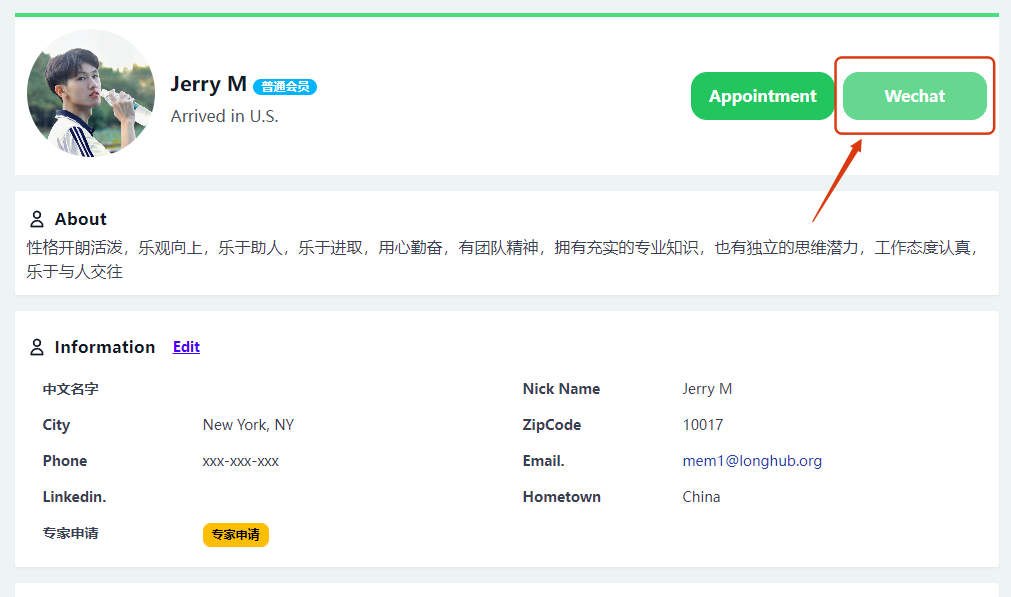 Jerry M 普通会员
Arrived in U.S.
Appointment
Wechat
About
性格开朗活泼，乐观向上，乐于助人，乐于进取，用心勤奋，有团队精神，拥有充实的专业知识，也有独立的思维潜力，工作态度认真，
乐于与人交往
Information Edit
中文名字
Nick Name Jerry M
City New York, NY
ZipCode 10017
Phone xxx-xxx-xxx
Email. mem1@longhub.org
Linkedin.
Hometown China
专家申请 专家申请